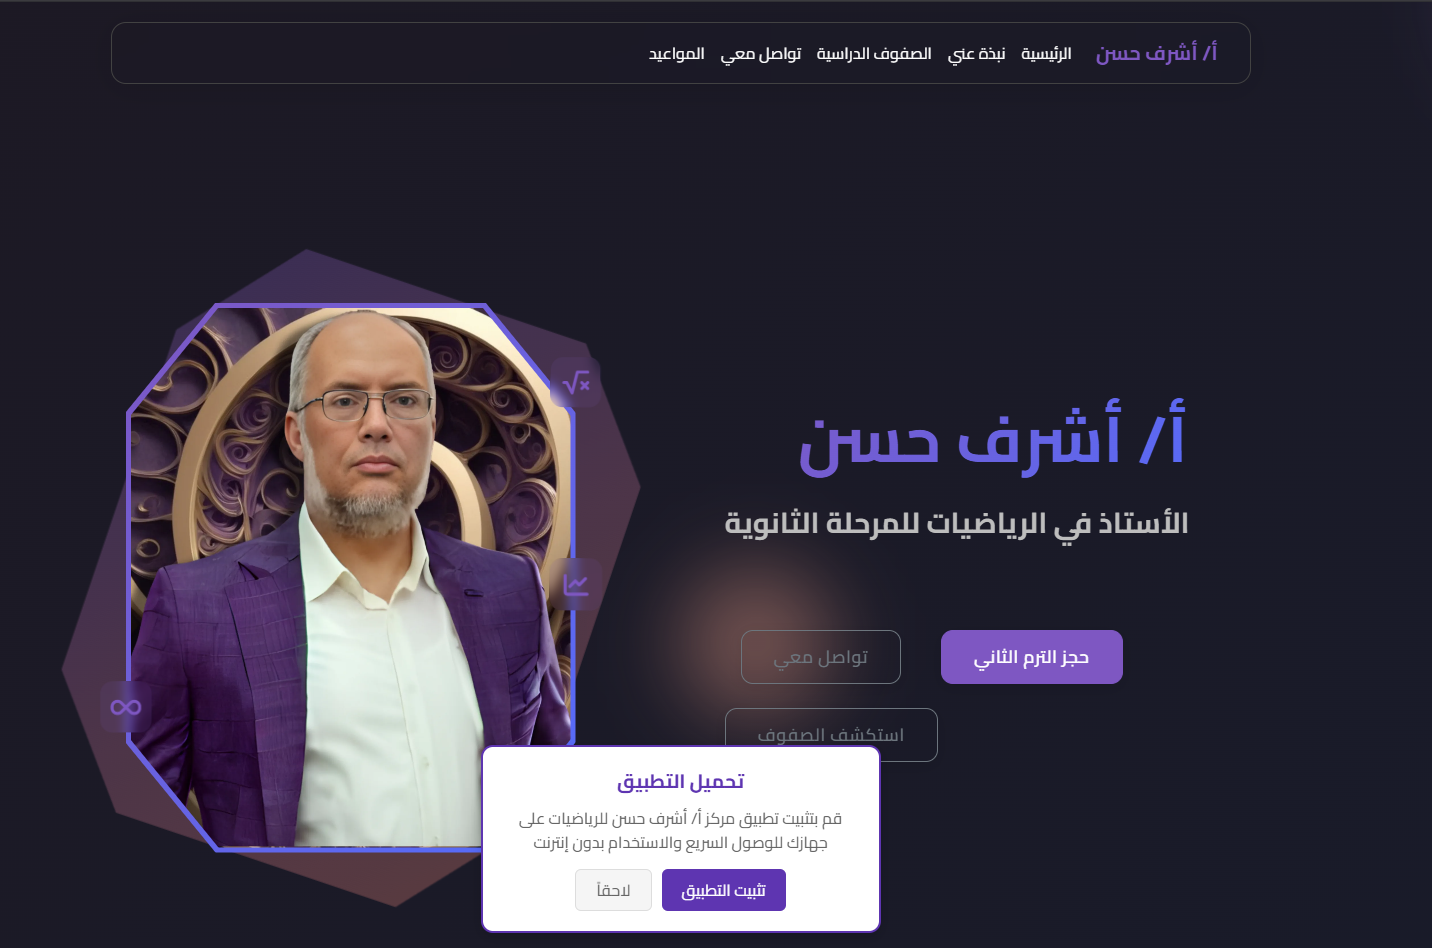 أ/ أشرف حسن
الرئيسية
نبذة عني
الصفوف الدراسية
تواصل معي
المواعيد
أ/ أشرف حسن
الأستاذ في الرياضيات للمرحلة الثانوية
حجز الترم الثاني
تواصل معي
استكشف الصفوف
تحميل التطبيق
قم بتثبيت تطبيق مركز أ/ أشرف حسن للرياضيات على
جهازك للوصول السريع والاستخدام بدون إنترنت
تثبيت التطبيق
لاحقاً